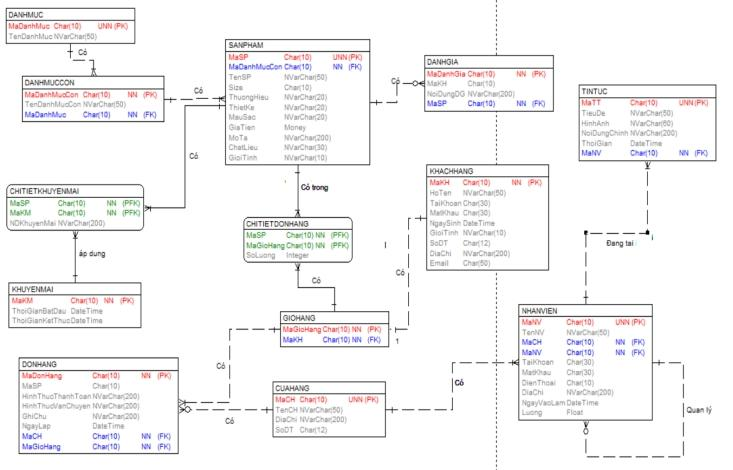 DANHMUC
MaDanhMuc Char(10) UNN (PK)
TenDanhMuc NVarChar(50)
Có
DANHMUCCON
MaDanhMucCon Char(10) NN (PK)
TenDanhMucCon NVarChar(50)
MaDanhMuc Char(10) NN (FK)
Có
SANPHAM
MaSP Char(10) UNN (PK)
MaDanhMucCon Char(10) NN (FK)
TenSP NVarChar(50)
Size Char(10)
ThuongHieu NVarChar(20)
ThietKe NVarChar(20)
MauSac NVarChar(20)
GiaTien Money
MoTa NVarChar(200)
ChatLieu NVarChar(30)
GioiTinh NVarChar(10)
Có
DANHGIA
MaDanhGia Char(10) NN (PK)
MaKH Char(10)
NoiDungDG NVarChar(200)
MaSP Char(10) NN (FK)
TINTUC
MaTT Char(10) UNN (PK)
TieuDe NVarChar(50)
HinhAnh NVarChar(60)
NoiDungChinh NVarChar(200)
ThoiGian DateTime
MaNV Char(10) NN (FK)
Có
CHITIETKHUYENMAI
MaSP Char(10) NN (PFK)
MaKM Char(10) NN (PFK)
NDKhuyenMai NVarChar(200)
áp dung
KHUYENMAI
MaKM Char(10) NN (PK)
ThoiGianBatDau DateTime
ThoiGianKetThuc DateTime
Có trong
CHITIETDONHANG
MaSP Char(10) NN (PFK)
MaGioHang Char(10) NN (PFK)
SoLuong Integer
Có
KHACHHANG
MaKH Char(10) NN (PK)
HoTen NVarChar(50)
TaiKhoan Char(30)
MatKhau Char(30)
NgaySinh DateTime
GioiTinh NVarChar(10)
SoDT Char(12)
DiaChi NVarChar(200)
Email Char(50)
Có
1
GIOHANG
MaGioHang Char(10) NN (PK)
MaKH Char(10) NN (FK)
Đang tai
NHANVIEN
MaNV Char(10) UNN (PK)
TenNV NVarChar(50)
MaCH Char(10) NN (FK)
MaNV Char(10) NN (FK)
TaiKhoan Char(30)
MatKhau Char(30)
DienThoai Char(10)
DiaChi NVarChar(200)
NgayVaoLam DateTime
Luong Float
Quan lý
DONHANG
MaDonHang Char(10) NN (PK)
MaSP Char(10)
HinhThucThanhToan NVarChar(200)
HinhThucVanChuyen NVarChar(200)
GhiChu NVarChar(200)
NgayLap DateTime
MaCH Char(10) NN (FK)
MaGioHang Char(10) NN (FK)
Có
Có
CUAHANG
MaCH Char(10) UNN (PK)
TenCH NVarChar(50)
DiaChi NVarChar(200)
SoDT Char(12)
Có